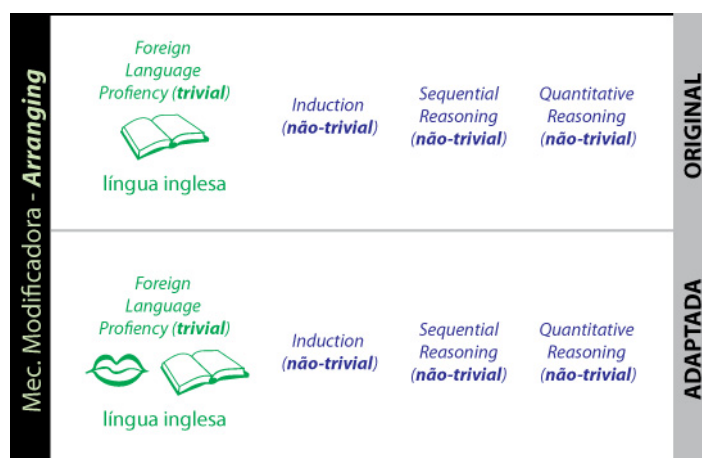 Mec. Modificadora - Arranging
Foreign
Language
Profiency (trivial)
língua inglesa
Induction
(não-trivial)
Sequential
Reasoning
(não-trivial)
Quantitative
Reasoning
(não-trivial)
ORIGINAL
Foreign
Language
Profiency (trivial)
língua inglesa
Induction
(não-trivial)
Sequential
Reasoning
(não-trivial)
Quantitative
Reasoning
(não-trivial)
ADAPTADA